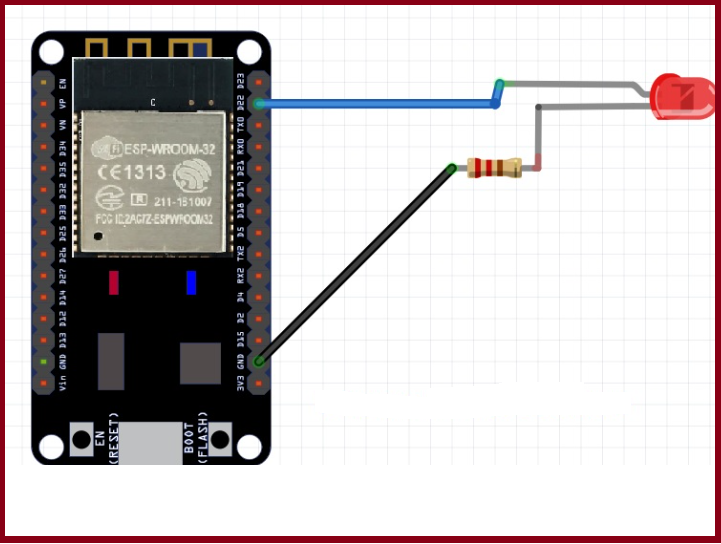 EN
VP
VN
D34
D35
D32
D33
D25
D26
D27
D14
D12
D13
GND
Vin
C
ESP-WROOM-32
CE1313
R
211-161007
FCC ID:2AC7Z-ESPWROOM32
D23
D22
TX0
RX0
D21
D19
D18
D5
TX2
RX2
D4
D2
D15
GND
3V3
EN
(RESET)
BOOT
(FLASH)